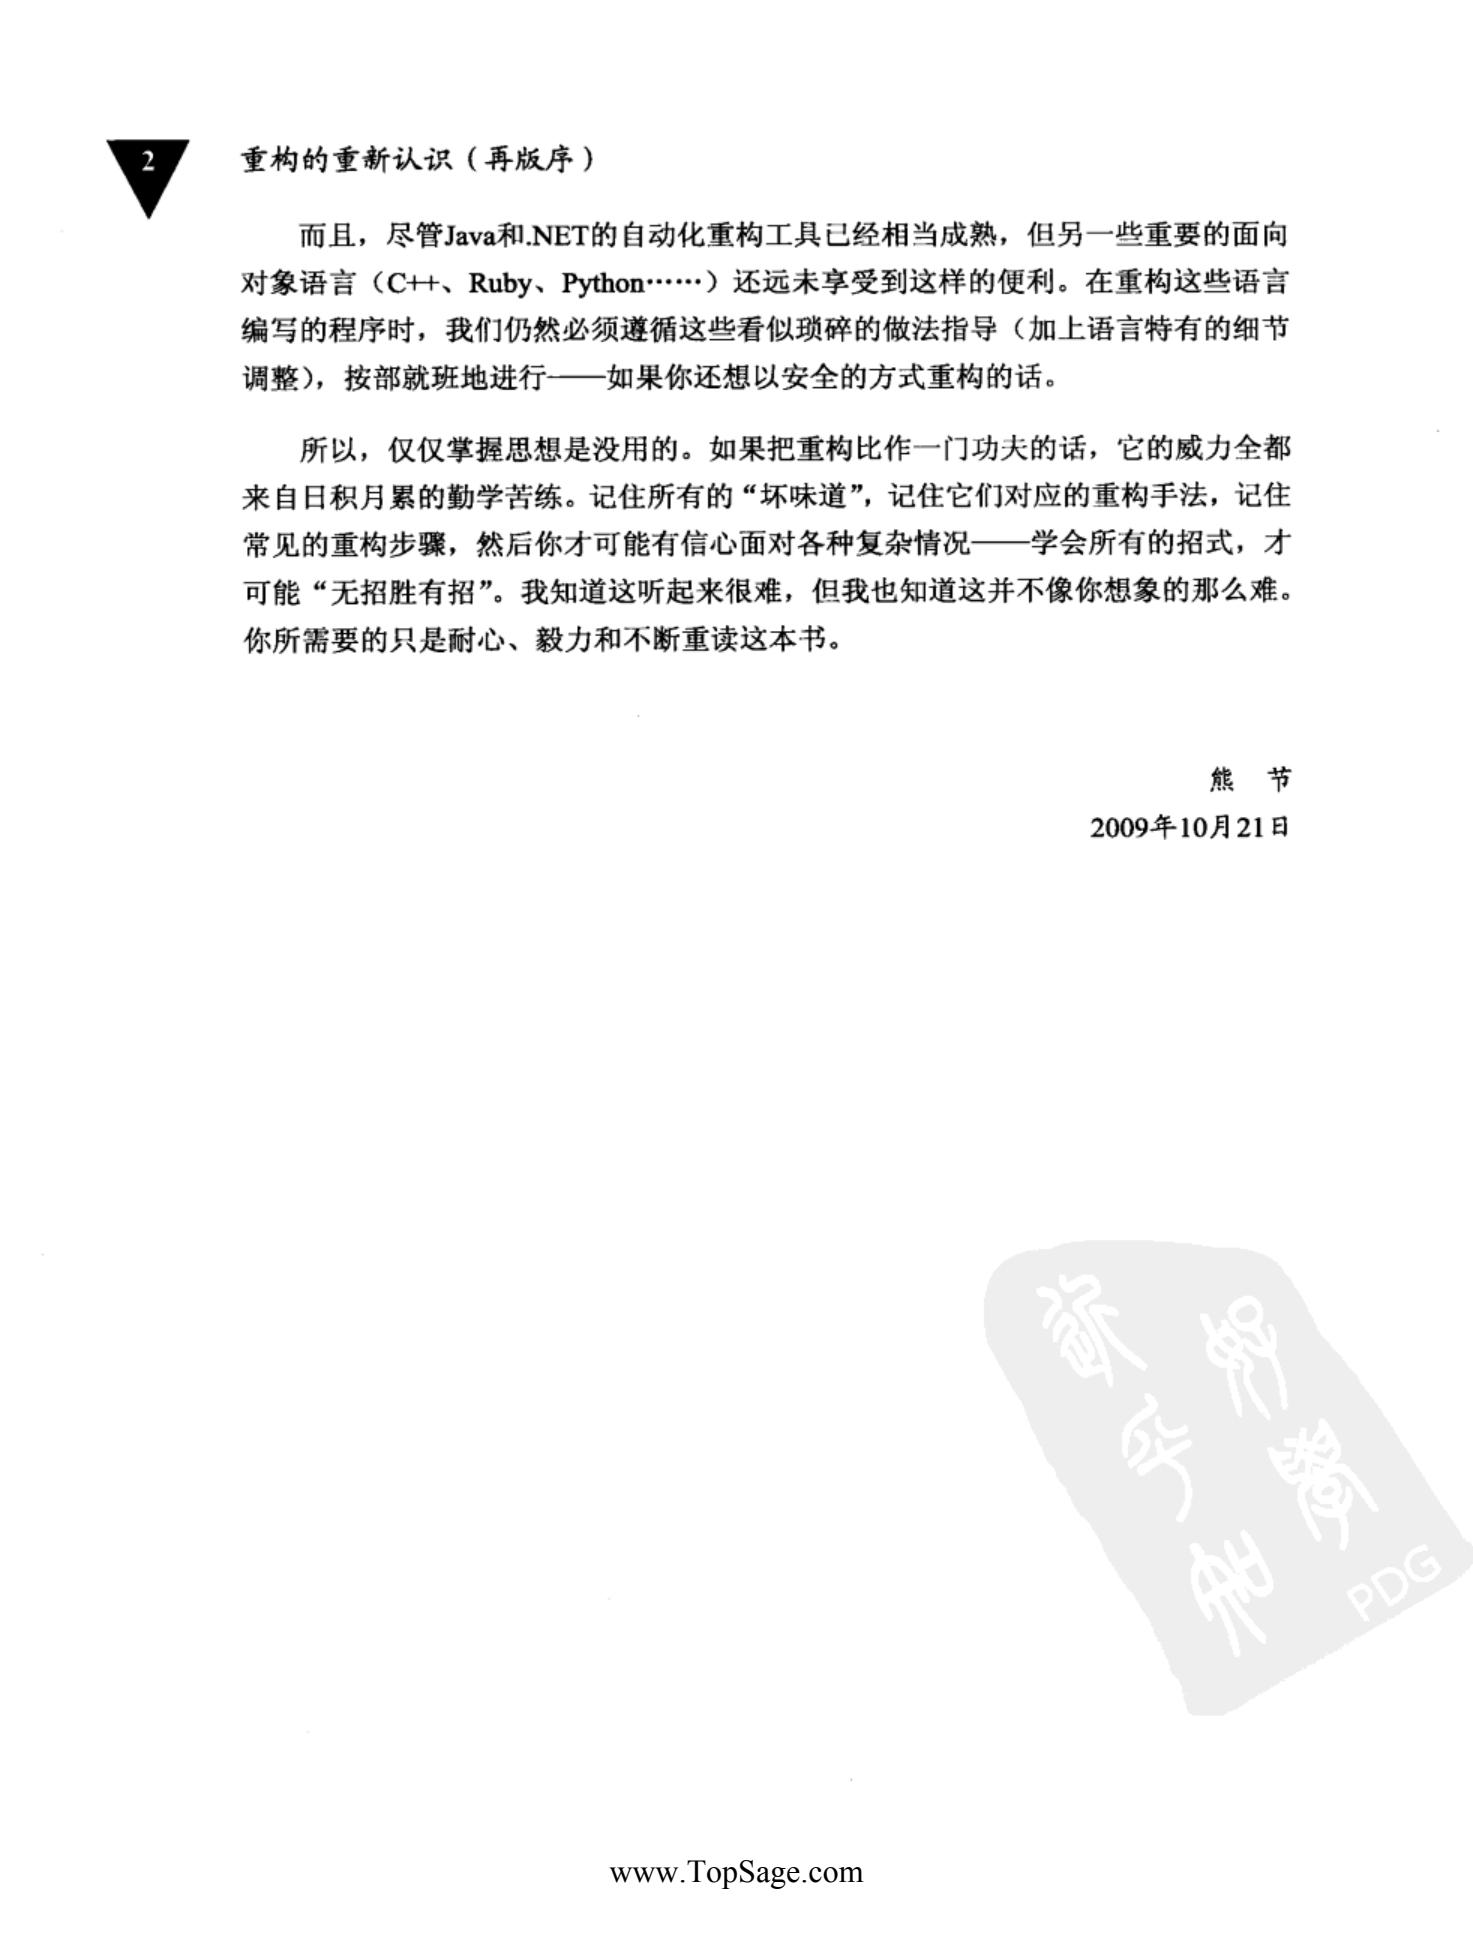 2
重构的重新认识（再版序）
而且，尽管Java和.NET的自动化重构工具已经相当成熟，但另一些重要的面向
对象语言（C++、Ruby、Python……）还远未享受到这样的便利。在重构这些语言
编写的程序时，我们仍然必须遵循这些看似琐碎的做法指导（加上语言特有的细节
调整），按部就班地进行——如果你还想以安全的方式重构的话。
所以，仅仅掌握思想是没用的。如果把重构比作一门功夫的话，它的威力全都
来自日积月累的勤学苦练。记住所有的“坏味道”，记住它们对应的重构手法，记住
常见的重构步骤，然后你才可能有信心面对各种复杂情况——学会所有的招式，才
可能“无招胜有招”。我知道这听起来很难，但我也知道这并不像你想象的那么难。
你所需要的只是耐心、毅力和不断重读这本书。
熊 节
2009年10月21日
PDG
www.TopSage.com